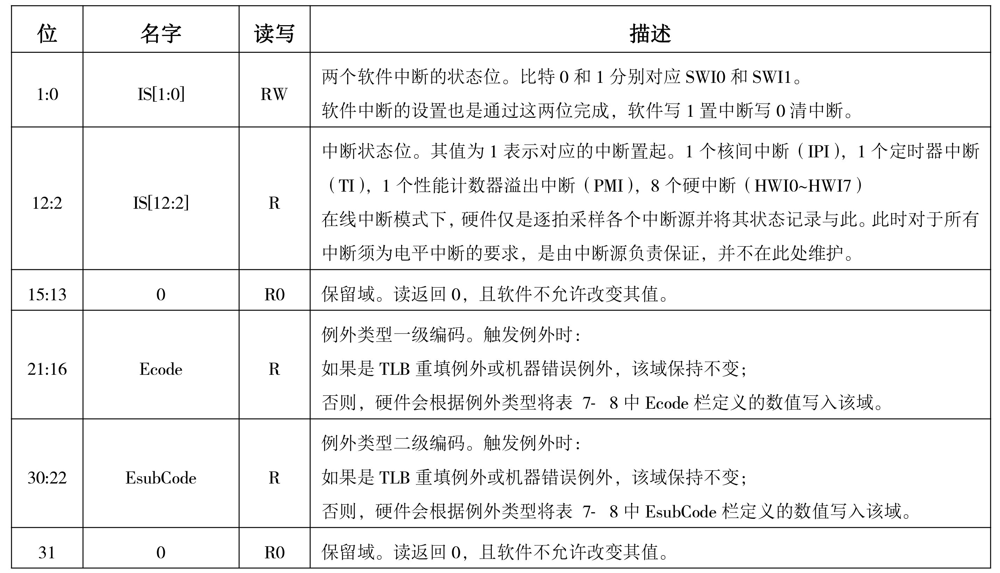 位 名字 读写 描述
1:0 IS[1:0] RW 两个软件中断的状态位。比特 0 和 1 分别对应 SWI0 和 SWI1。
软件中断的设置也是通过这两位完成，软件写 1 置中断写 0 清中断。
12:2 IS[12:2] R 中断状态位。其值为 1 表示对应的中断置起。1 个核间中断（IPI），1 个定时器中断
（TI），1 个性能计数器溢出中断（PMI），8 个硬中断（HWI0~HWI7）
在线中断模式下，硬件仅是逐拍采样各个中断源并将其状态记录与此。此时对于所有
中断须为电平中断的要求，是由中断源负责保证，并不在此处维护。
15:13 0 R0 保留域。读返回 0，且软件不允许改变其值。
21:16 Ecode R 例外类型一级编码。触发例外时：
如果是 TLB 重填例外或机器错误例外，该域保持不变；
否则，硬件会根据例外类型将表 7- 8 中 Ecode 栏定义的数值写入该域。
30:22 EsubCode R 例外类型二级编码。触发例外时：
如果是 TLB 重填例外或机器错误例外，该域保持不变；
否则，硬件会根据例外类型将表 7- 8 中 EsubCode 栏定义的数值写入该域。
31 0 R0 保留域。读返回 0，且软件不允许改变其值。